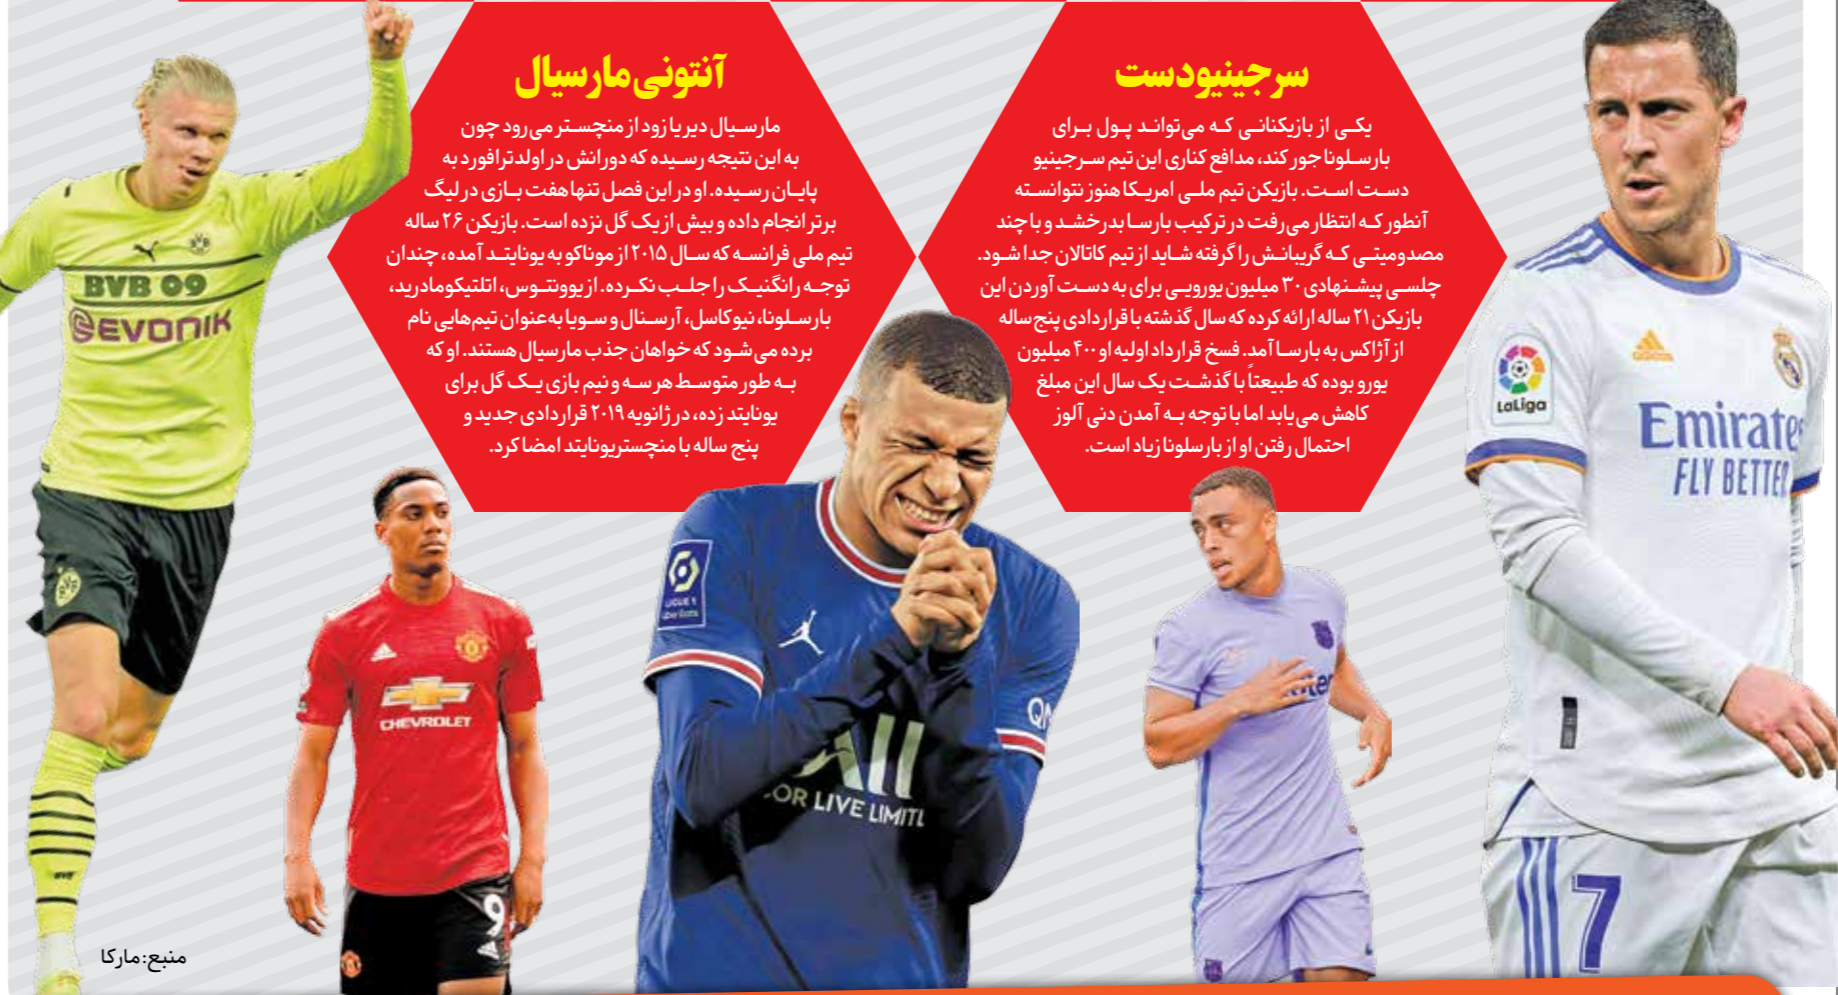 سرجینیو دست
یکی از بازیکنانی که می‌تواند پول برای
بارسلونا جور کند، مدافع کناری این تیم سرجینیو
دست است. بازیکن تیم ملی امریکا هنوز نتوانسته
آنطور که انتظار می‌رفت در ترکیب بارسا بدرخشد و با چند
مصدومیتی که گریبانش را گرفته شاید از تیم کاتالان جدا شود.
چلسی پیشنهادی ۳۰ میلیون یورویی برای به دست آوردن این
بازیکن ۲۱ ساله ارائه کرده که سال گذشته با قراردادی پنج‌ساله
از آژاکس به بارسا آمد. فسخ قرارداد اولیه او ۴۰۰ میلیون
یورو بوده که طبیعتاً با گذشت یک سال این مبلغ
کاهش می‌یابد اما با توجه به آمدن دنی آلوز
احتمال رفتن او از بارسلونا زیاد است.
آنتونی مارسیال
مارسیال دیر یا زود از منچستر می‌رود چون
به این نتیجه رسیده که دورانش در اولدترافورد به
پایان رسیده. او در این فصل تنها هفت بازی در لیگ
برتر انجام داده و بیش از یک گل نزده است. بازیکن ۲۶ ساله
تیم ملی فرانسه که سال ۲۰۱۵ از موناکو به یونایتد آمده، چندان
توجه رانگنیک را جلب نکرده. از یوونتوس، اتلتیکومادرید،
بارسلونا، نیوکاسل، آرسنال و سویا به‌عنوان تیم‌هایی نام
برده می‌شود که خواهان جذب مارسیال هستند. او که
به طور متوسط هر سه و نیم بازی یک گل برای
یونایتد زده، در ژانویه ۲۰۱۹ قراردادی جدید و
پنج ساله با منچستریونایتد امضا کرد.
BVB 09
EVONIK
BVB
CHEVROLET
9
LIGUE 1
Uber Eats
ALL
LIVE LIMITL
LaLiga
Emirates
FLY BETTER
7
منبع: مارکا